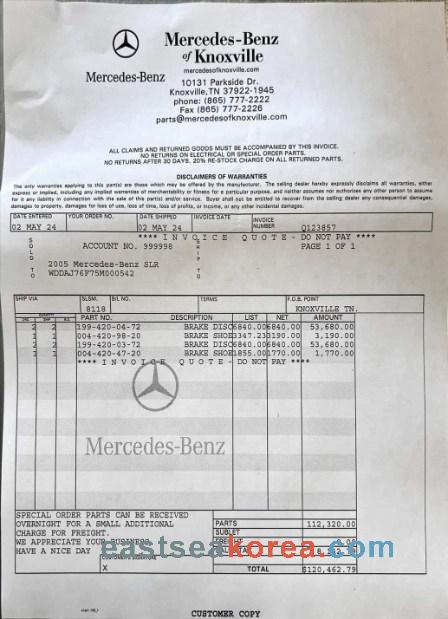 Mercedes-Benz
Mercedes-Benz
of Knoxville
mercedesofknoxville.com
10131 Parkside Dr.
Knoxville,TN 37922-1945
phone: (865) 777-2222
Fax (865) 777-2226
parts@mercedesofknoxville.com
ALL CLAIMS AND RETURNED GOODS MUST BE ACCOMPANIED BY THIS INVOICE.
NO RETURNS ON ELECTRICAL OR SPECIAL ORDER PARTS.
NO RETURNS AFTER 30 DAYS. 20% RE-STOCK CHARGE ON ALL RETURNED PARTS.
DISCLAIMERS OF WARRANTIES
The only warranties applying to this part(s) are those which may be offered by the manufacturer. The selling dealer hereby expressly disclaims all warranties, either
express or implied, including any implied warranties of merchantability or fitness for a particular purpose, and neither assumes nor authorizes any other person to assume
for it any liability in connection with the sale of this part(s) and/or service. Buyer shall not be entitled to recover from the selling dealer any consequential damages,
damages to property, damages for loss of use, loss of time, loss of profits, or income, or any other incidental damages.
DATE ENTERED YOUR ORDER NO. DATE SHIPPED INVOICE DATE INVOICE NUMBER
02 MAY 24 02 MAY 24 Q123857
**** I N V O I C E Q U O T E - DO NOT PAY ****
SOLD TO ACCOUNT NO. 999998 SHIP TO PAGE 1 OF 1
2005 Mercedes-Benz SLR
WDDAJ76F75M000542
SHIP VIA SLSM. B/L NO. TERMS F.O.B. POINT
8118 KNOXVILLE TN.
QUANTITY PART NO. DESCRIPTION LIST NET AMOUNT
2 2 199-420-04-72 BRAKE DISC 6840.00 6840.00 53,680.00
1 1 004-420-98-20 BRAKE SHOE 3347.23 3190.00 3,190.00
2 2 199-420-03-72 BRAKE DISC 6840.00 6840.00 53,680.00
1 1 004-420-47-20 BRAKE SHOE 1855.00 1770.00 1,770.00
**** I N V O I C E Q U O T E - DO NOT PAY ****
Mercedes-Benz
SPECIAL ORDER PARTS CAN BE RECEIVED
OVERNIGHT FOR A SMALL ADDITIONAL
CHARGE FOR FREIGHT.
WE APPRECIATE YOUR BUSINESS.
HAVE A NICE DAY
PARTS 112,320.00
SUBLET
FREIGHT 0.00
eastseakorea.com
CUSTOMER'S SIGNATURE
X
TOTAL $120,462.79
CUSTOMER COPY